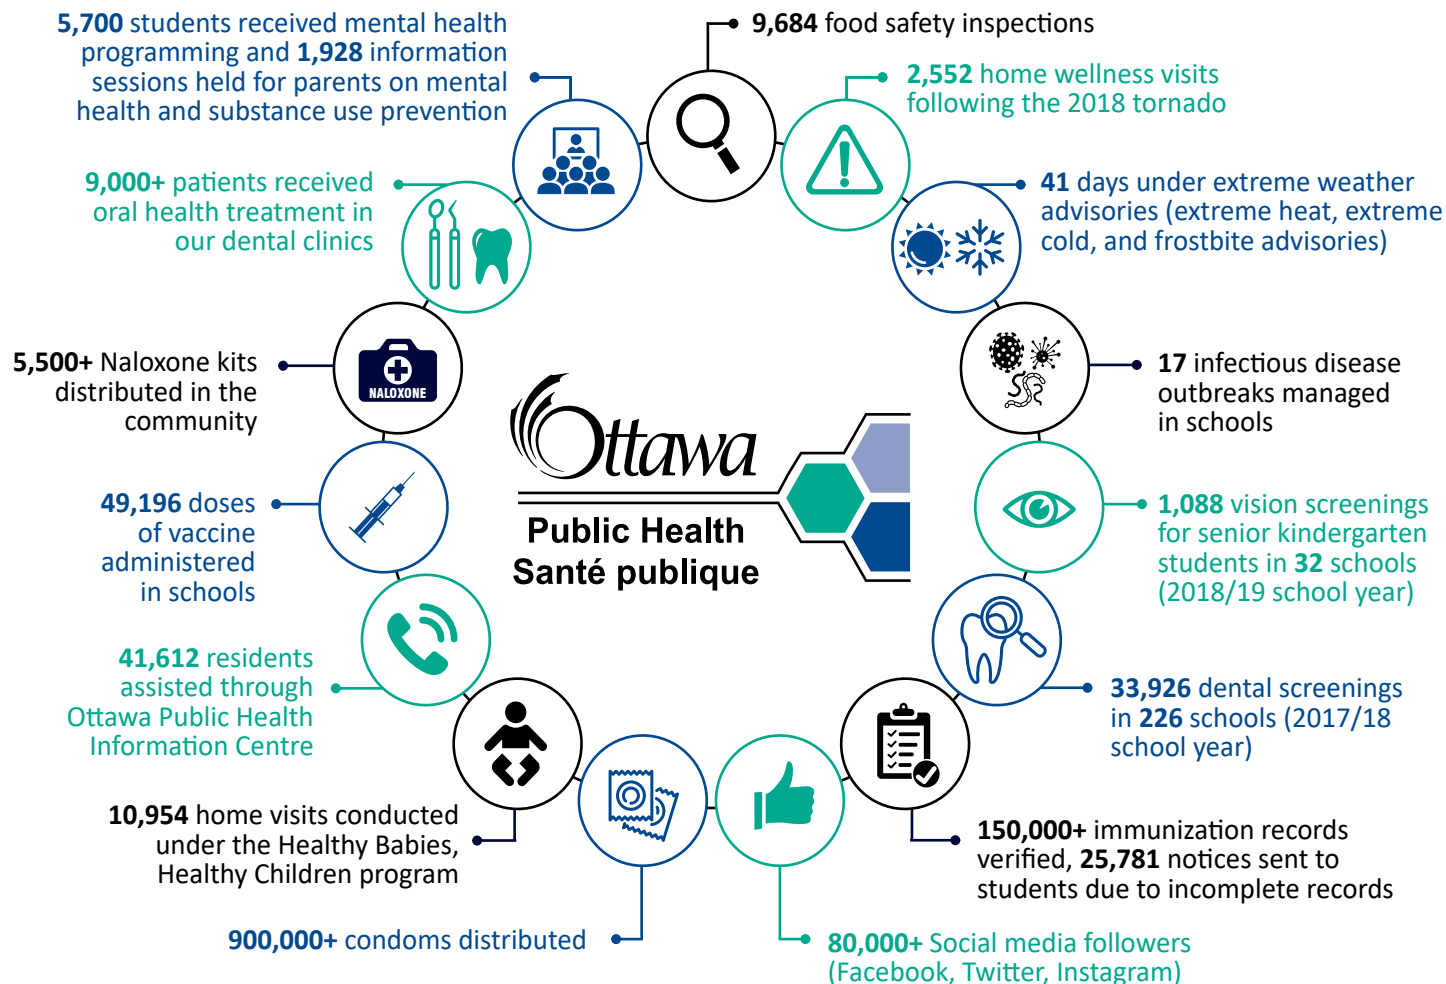 5,700 students received mental health
programming and 1,928 information
sessions held for parents on mental
health and substance use prevention
9,684 food safety inspections
2,552 home wellness visits
following the 2018 tornado
41 days under extreme weather
advisories (extreme heat, extreme
cold, and frostbite advisories)
17 infectious disease
outbreaks managed
in schools
1,088 vision screenings
for senior kindergarten
students in 32 schools
(2018/19 school year)
33,926 dental screenings
in 226 schools (2017/18
school year)
150,000+ immunization records
verified, 25,781 notices sent to
students due to incomplete records
80,000+ Social media followers
(Facebook, Twitter, Instagram)
900,000+ condoms distributed
10,954 home visits conducted
under the Healthy Babies,
Healthy Children program
41,612 residents
assisted through
Ottawa Public Health
Information Centre
49,196 doses
of vaccine
administered
in schools
5,500+ Naloxone kits
distributed in the
community
NALOXONE
9,000+ patients received
oral health treatment in
our dental clinics
Ottawa
Public Health
Santé publique